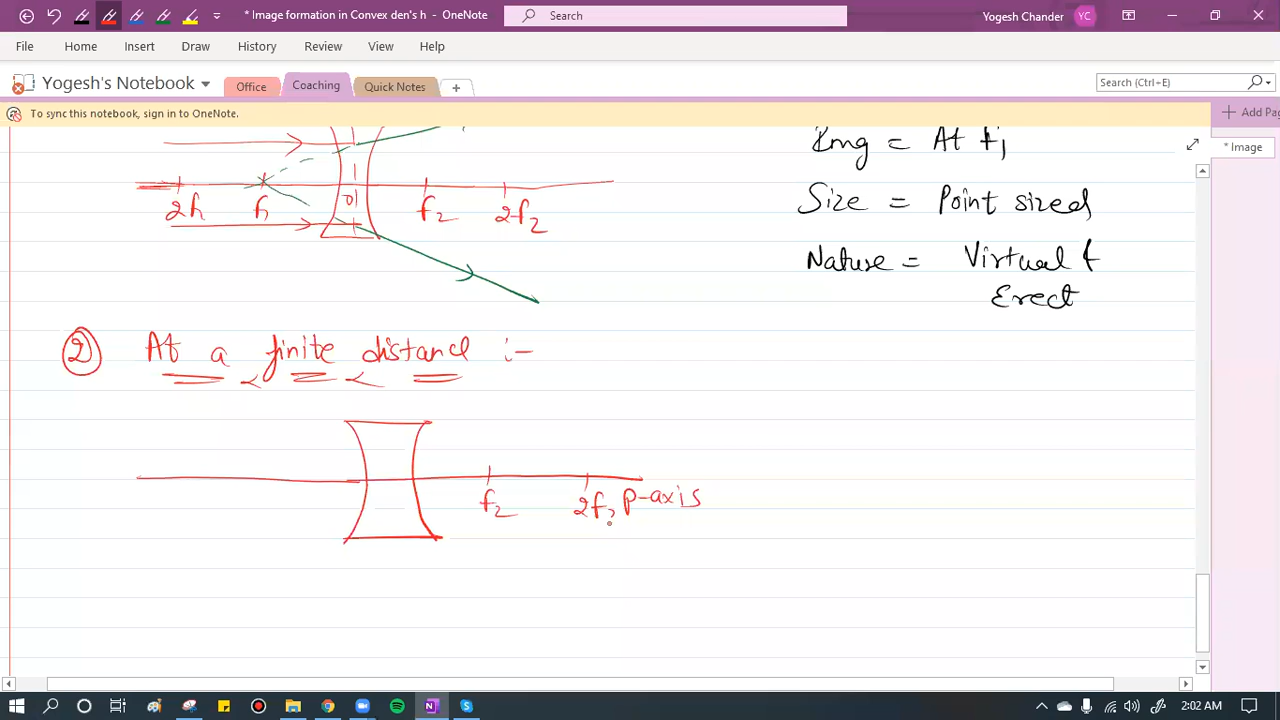 * Image formation in Convex den's h - OneNote
Search
Yogesh Chander
YC
File Home Insert Draw History Review View Help
Yogesh's Notebook
Office
Coaching
Quick Notes
Search (Ctrl+E)
To sync this notebook, sign in to OneNote.
Add Pag
* Image
Img = At f1
Size = Point sized
Nature = Virtual &
Erect
2f1 f1 O f2 2f2
② At a finite distance :-
f2 2f2 P-axis
2:02 AM